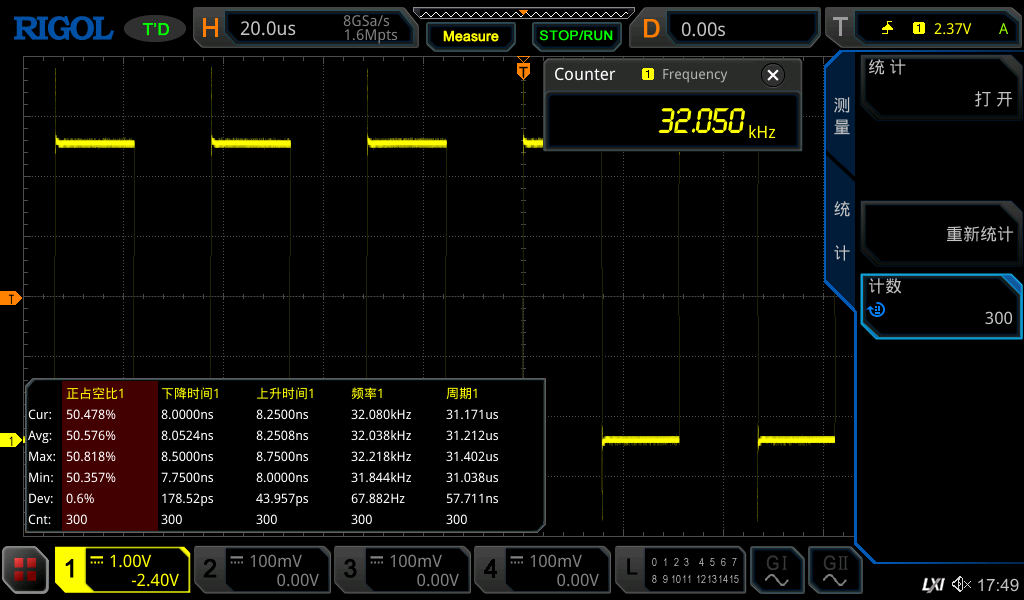 RIGOL T'D H 20.0us 8GSa/s 1.6Mpts Measure STOP/RUN D 0.00s T 1 2.37V A
T
Counter 1 Frequency
32.050 kHz
统计
打开
测量
统计
重新统计
计数
300
T
1
正占空比1 下降时间1 上升时间1 频率1 周期1
Cur: 50.478% 8.0000ns 8.2500ns 32.080kHz 31.171us
Avg: 50.576% 8.0524ns 8.2508ns 32.038kHz 31.212us
Max: 50.818% 8.5000ns 8.7500ns 32.218kHz 31.402us
Min: 50.357% 7.7500ns 8.0000ns 31.844kHz 31.038us
Dev: 0.6% 178.52ps 43.957ps 67.882Hz 57.711ns
Cnt: 300 300 300 300 300
1 1.00V -2.40V 2 100mV 0.00V 3 100mV 0.00V 4 100mV 0.00V L 0 1 2 3 4 5 6 7 8 9 10 11 12 13 14 15 GI GII
LXI 17:49